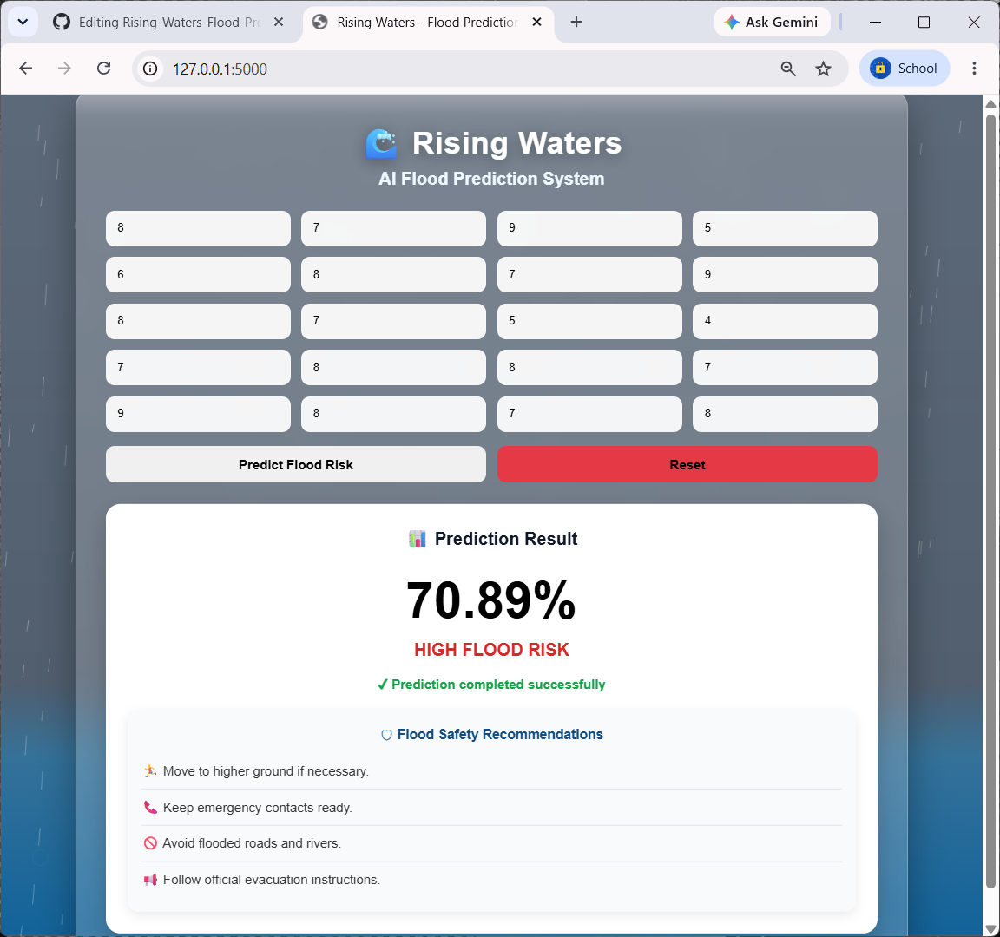 Editing Rising-Waters-Flood-Pre
Rising Waters - Flood Prediction
Ask Gemini
127.0.0.1:5000
School
Rising Waters
AI Flood Prediction System
8 7 9 5
6 8 7 9
8 7 5 4
7 8 8 7
9 8 7 8
Predict Flood Risk Reset
Prediction Result
70.89%
HIGH FLOOD RISK
✔ Prediction completed successfully
Flood Safety Recommendations
Move to higher ground if necessary.
Keep emergency contacts ready.
Avoid flooded roads and rivers.
Follow official evacuation instructions.